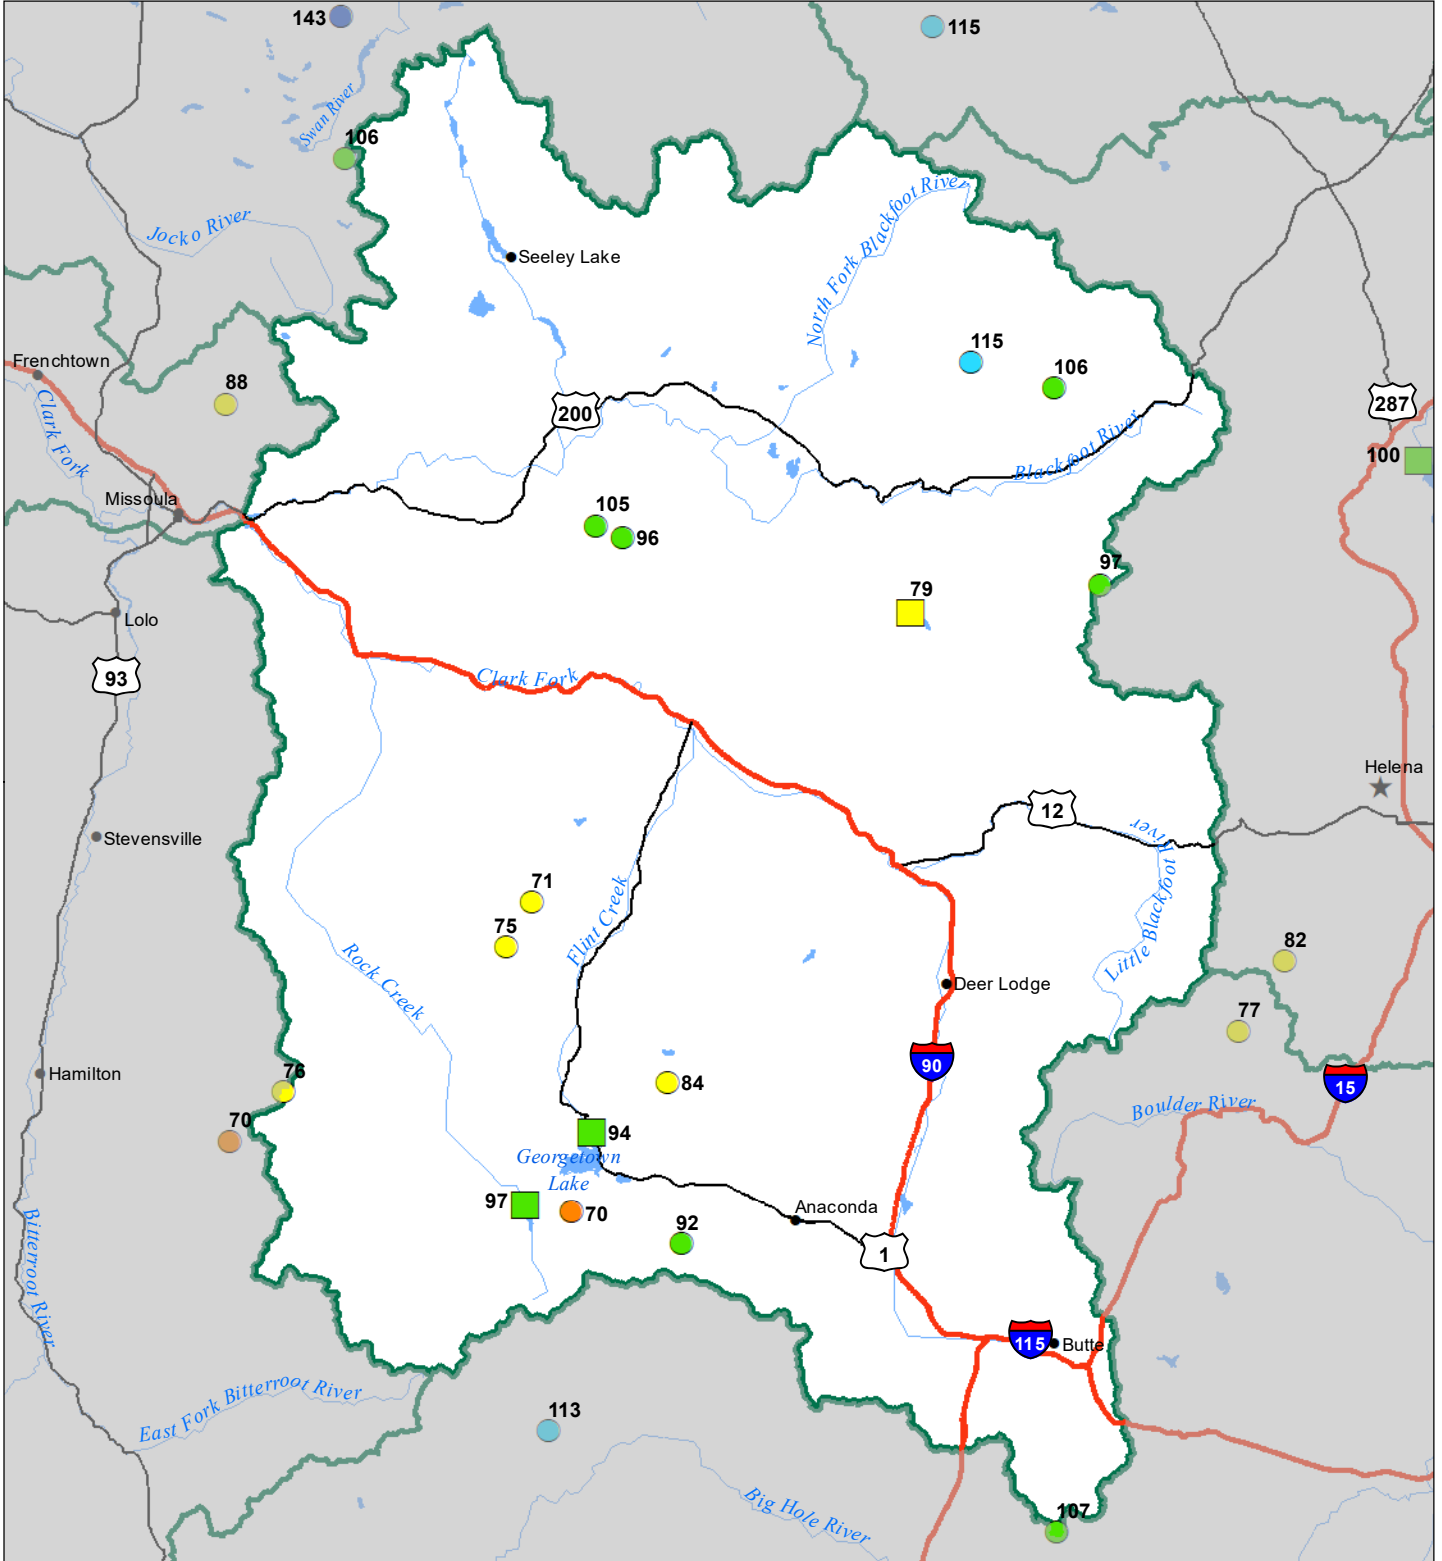 143
115
Swan River
106
North Fork Blackfoot River
Jocko River
Seeley Lake
115
106
Frenchtown
88
287
Clark Fork
200
Blackfoot River
100
Missoula
105
96
97
79
Lolo
93
Clark Fork
Helena
12
Little Blackfoot River
Stevensville
71
Flint Creek
75
82
Rock Creek
Deer Lodge
77
90
Hamilton
76
84
15
Boulder River
70
94
Georgetown
Lake
97
70
Anaconda
92
1
Bitterroot River
115
Butte
East Fork Bitterroot River
113
Big Hole River
107